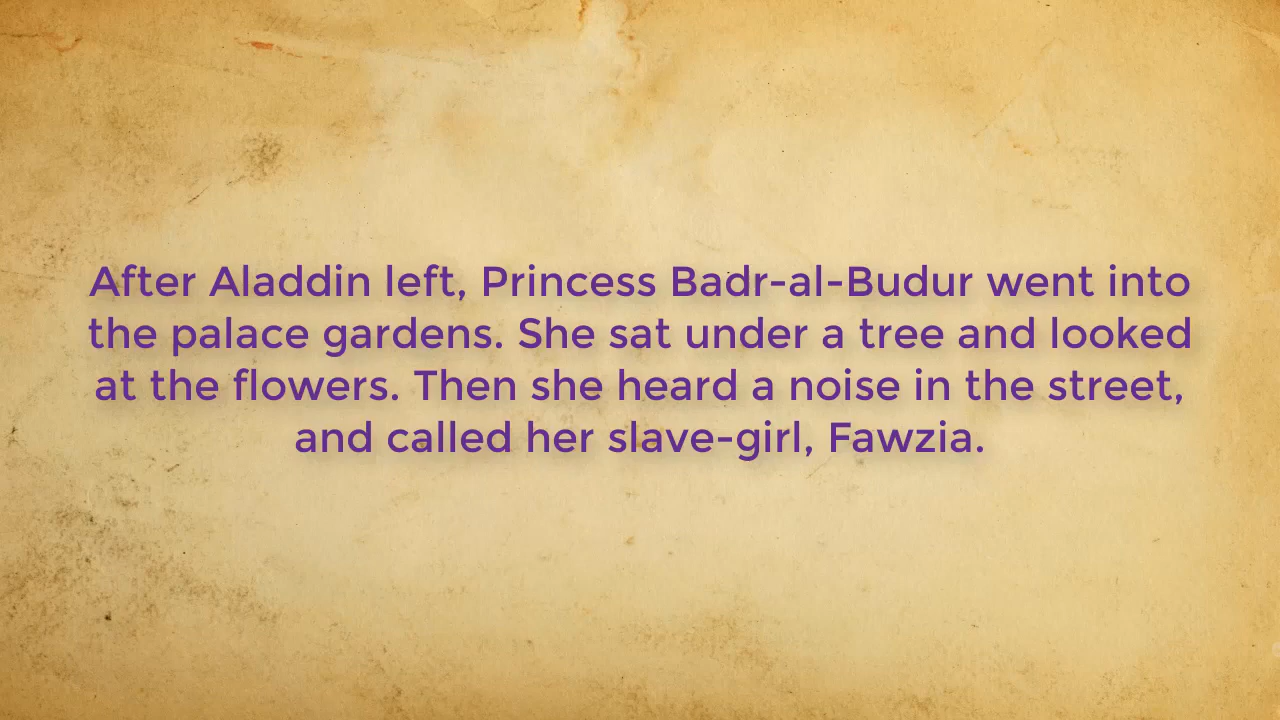 After Aladdin left, Princess Badr-al-Budur went into
the palace gardens. She sat under a tree and looked
at the flowers. Then she heard a noise in the street,
and called her slave-girl, Fawzia.